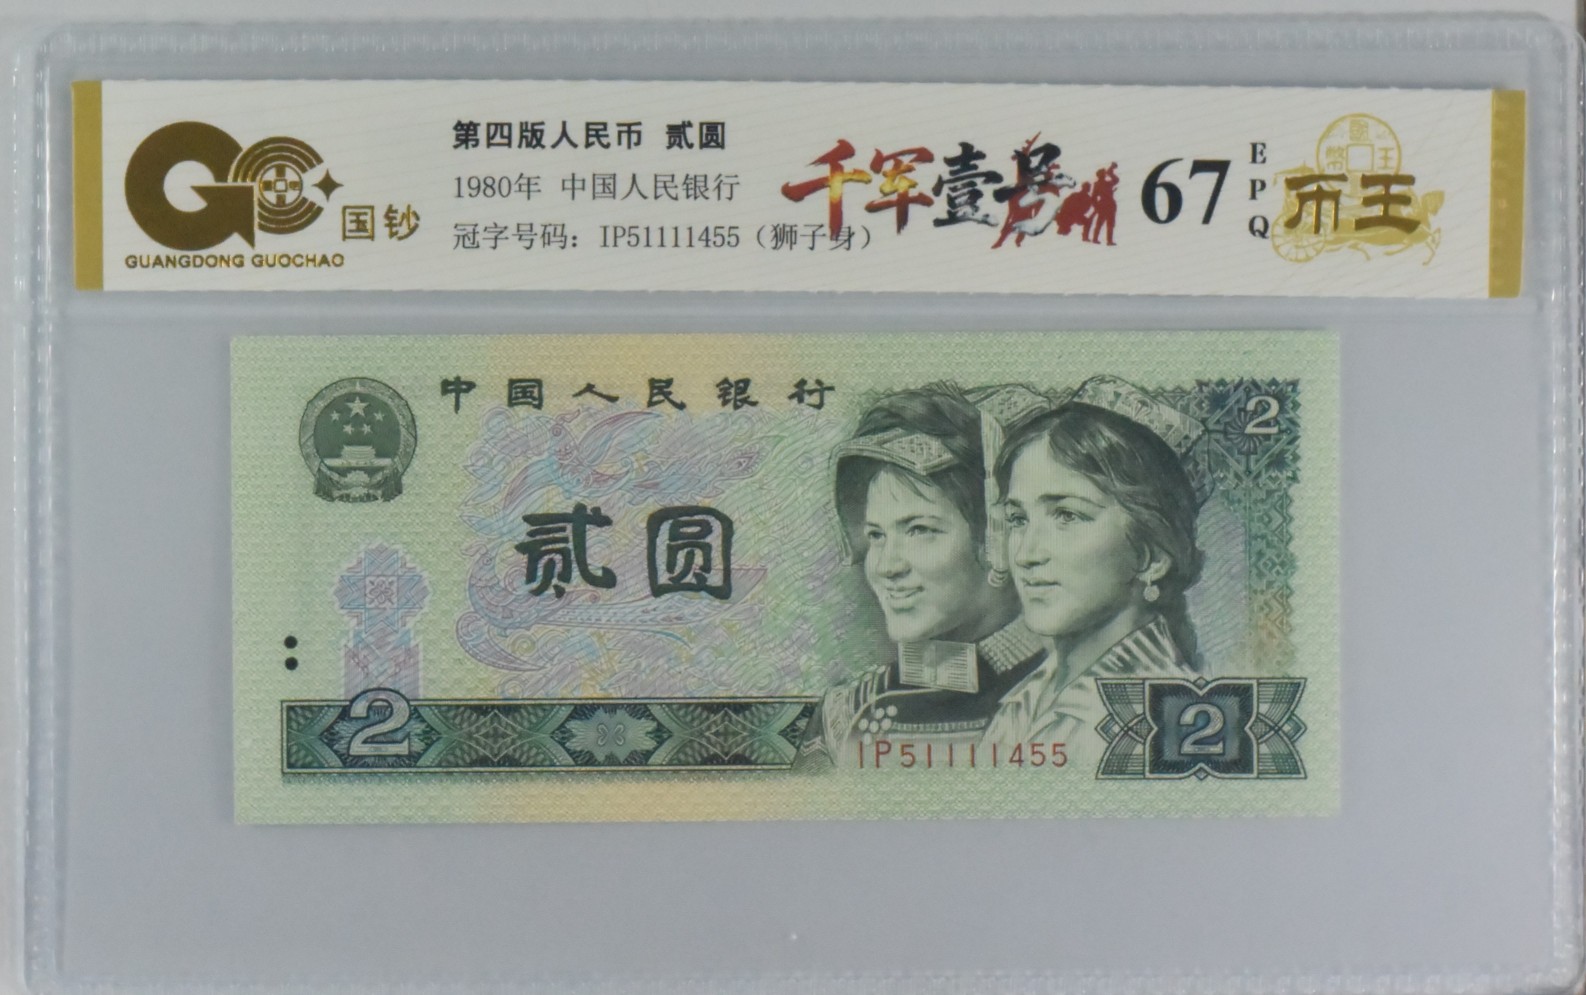 国钞
GUANGDONG GUOCHAO
第四版人民币 贰圆
1980年 中国人民银行
冠字号码：IP51111455（狮子身）
千军壹号
67
EPQ
币王
中国人民银行
2
贰圆
2
2
IP51111455